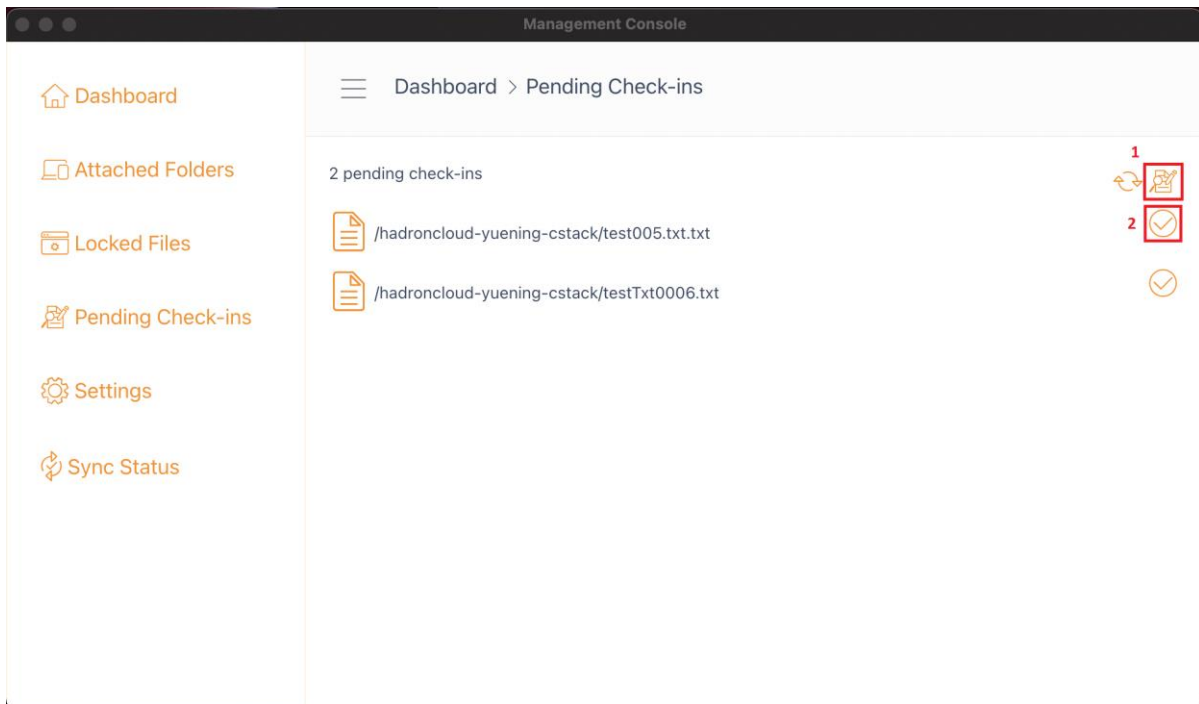 Management Console
Dashboard
Attached Folders
Locked Files
Pending Check-ins
Settings
Sync Status
Dashboard > Pending Check-ins
2 pending check-ins
1
/hadroncloud-yuening-cstack/test005.txt.txt
2
/hadroncloud-yuening-cstack/testTxt0006.txt